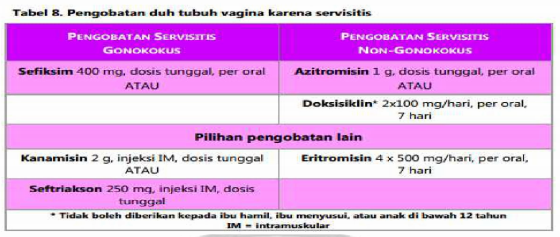 Tabel 8. Pengobatan duh tubuh vagina karena servisitis
PENGOBATAN SERVISITIS GONOKOKUS
PENGOBATAN SERVISITIS NON-GONOKOKUS
Sefiksim 400 mg, dosis tunggal, per oral
ATAU
Azitromisin 1 g, dosis tunggal, per oral
ATAU
Doksisiklin* 2x100 mg/hari, per oral,
7 hari
Pilihan pengobatan lain
Kanamisin 2 g, injeksi IM, dosis tunggal
ATAU
Eritromisin 4 x 500 mg/hari, per oral,
7 hari
Seftriakson 250 mg, injeksi IM, dosis
tunggal
* Tidak boleh diberikan kepada ibu hamil, ibu menyusui, atau anak di bawah 12 tahun
IM = intramuskular